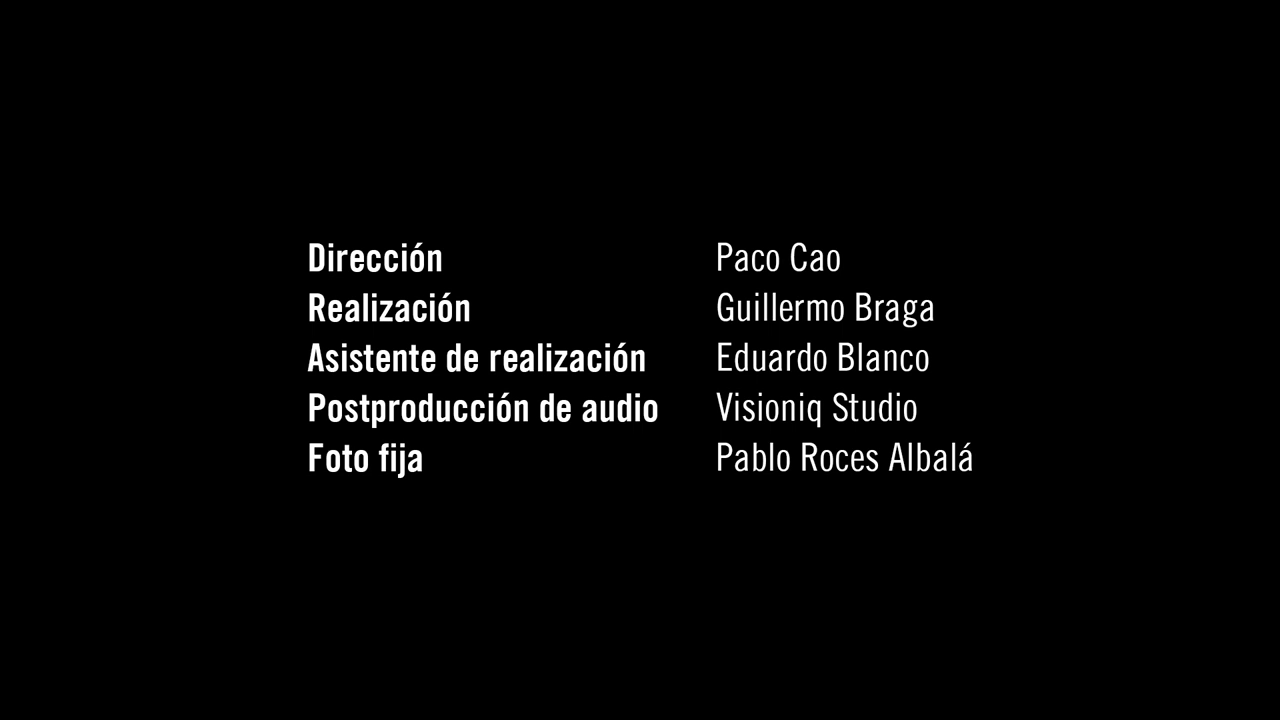 Dirección Paco Cao
Realización Guillermo Braga
Asistente de realización Eduardo Blanco
Postproducción de audio Visioniq Studio
Foto fija Pablo Roces Albalá